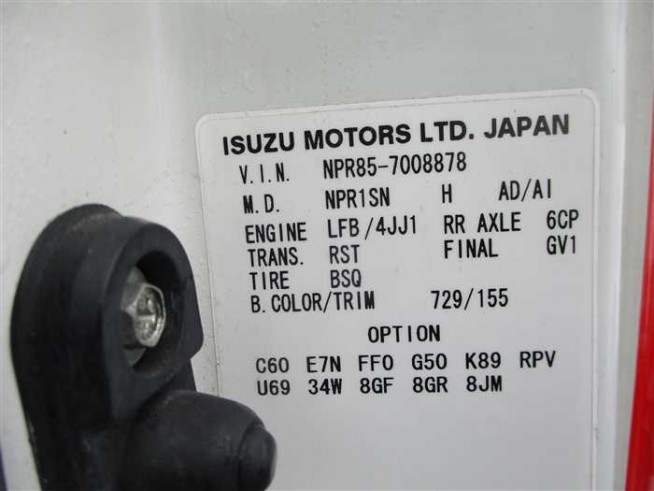 ISUZU MOTORS LTD. JAPAN
V.I.N. NPR85-7008878
M.D. NPR1SN H AD/AI
ENGINE LFB/4JJ1 RR AXLE 6CP
TRANS. RST FINAL GV1
TIRE BSQ
B.COLOR/TRIM 729/155
OPTION
C60 E7N FF0 G50 K89 RPV
U69 34W 8GF 8GR 8JM